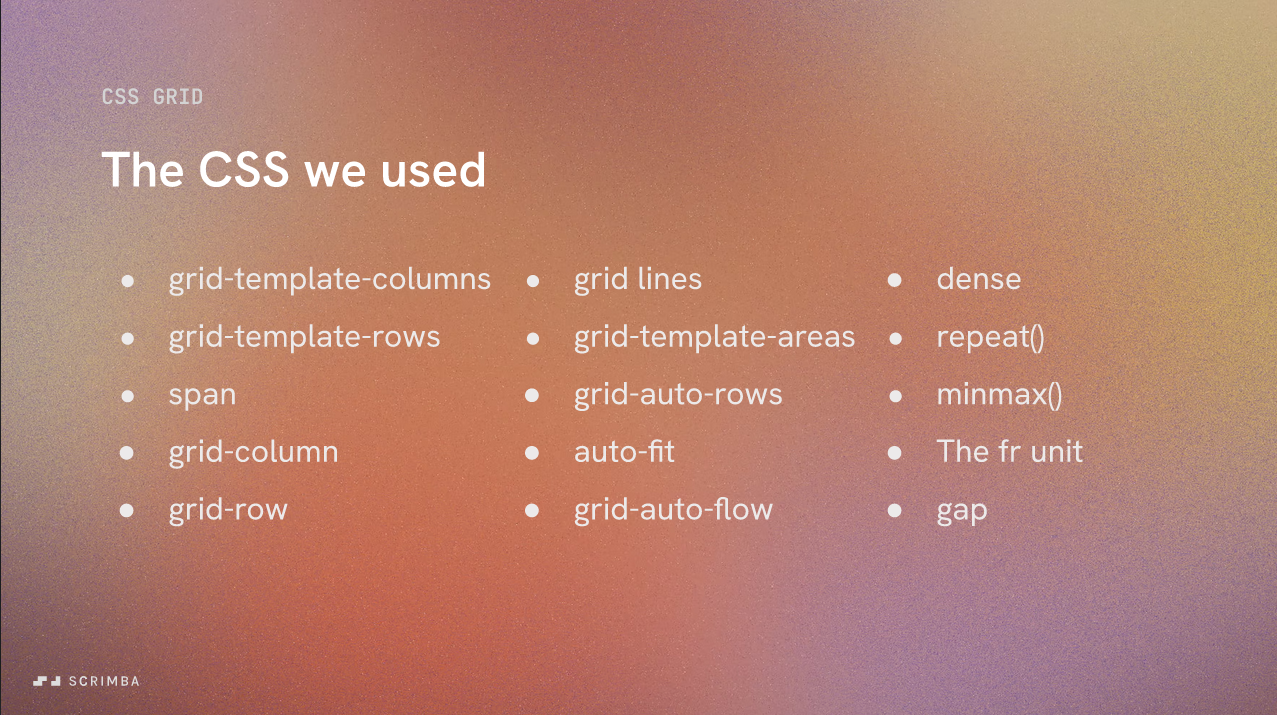 CSS GRID
The CSS we used
● grid-template-columns
● grid-template-rows
● span
● grid-column
● grid-row
● grid lines
● grid-template-areas
● grid-auto-rows
● auto-fit
● grid-auto-flow
● dense
● repeat()
● minmax()
● The fr unit
● gap
SCRIMBA